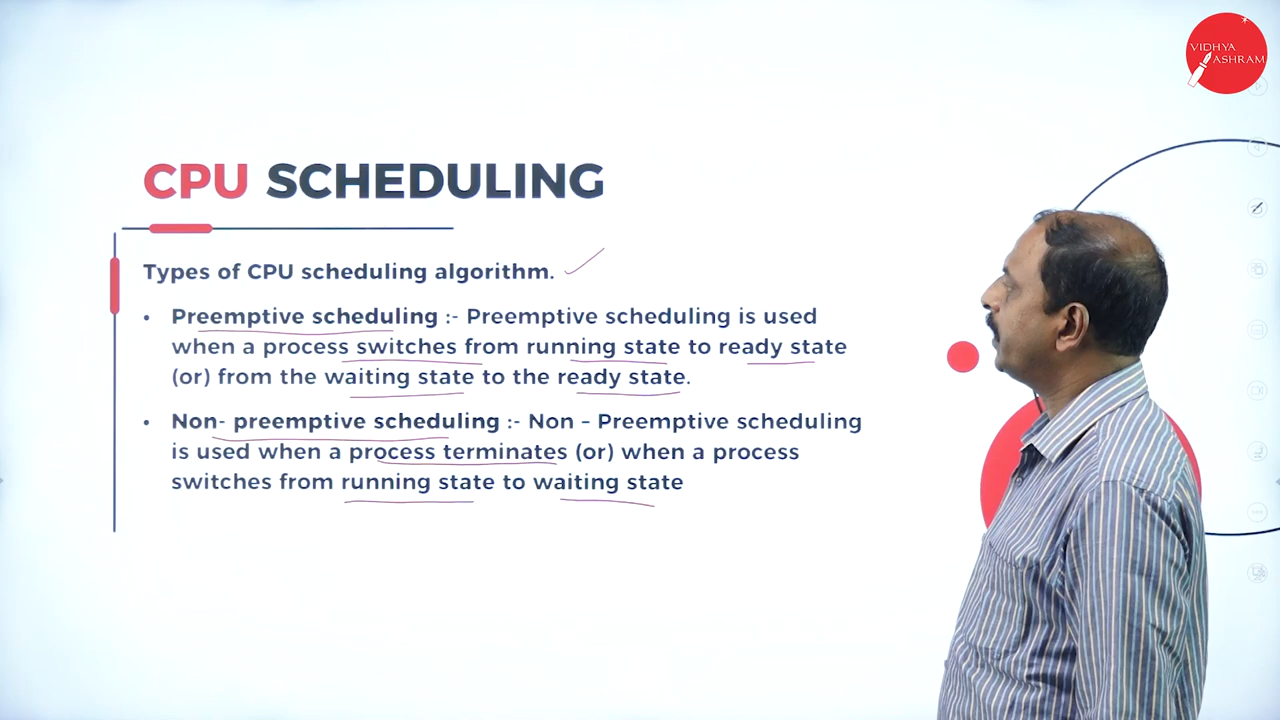 VIDHYA
ASHRAM
CPU SCHEDULING
Types of CPU scheduling algorithm.
• Preemptive scheduling :- Preemptive scheduling is used
when a process switches from running state to ready state
(or) from the waiting state to the ready state.
• Non- preemptive scheduling :- Non – Preemptive scheduling
is used when a process terminates (or) when a process
switches from running state to waiting state